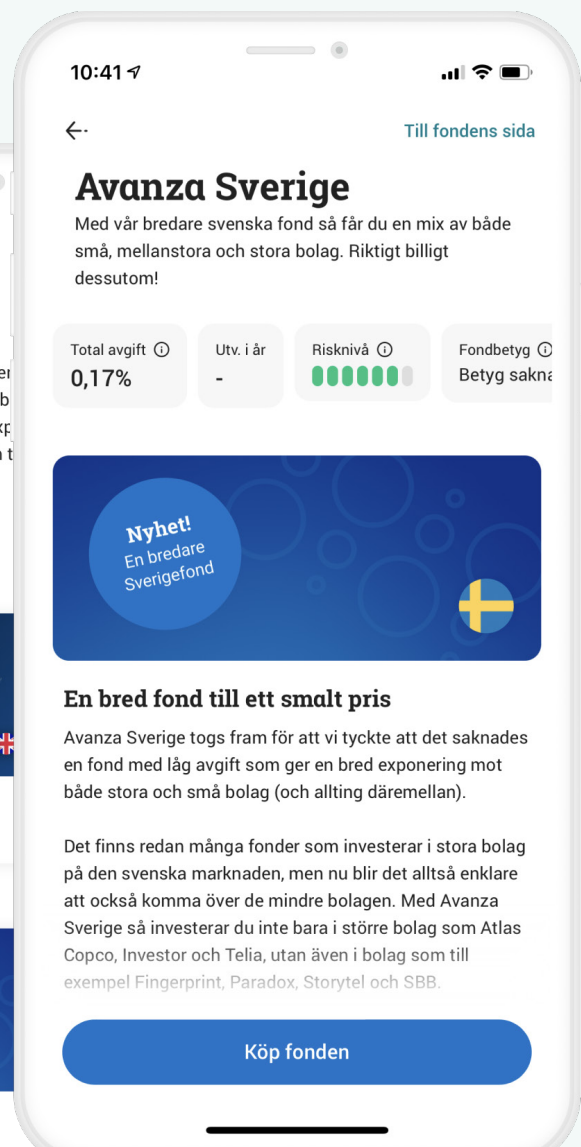 10:41
Till fondens sida
Avanza Sverige
Med vår bredare svenska fond så får du en mix av både
små, mellanstora och stora bolag. Riktigt billigt
dessutom!
Total avgift
0,17%
Utv. i år
-
Risknivå
Fondbetyg
Betyg
Nyhet!
En bredare
Sverigefond
En bred fond till ett smalt pris
Avanza Sverige togs fram för att vi tyckte att det saknades
en fond med låg avgift som ger en bred exponering mot
både stora och små bolag (och allting däremellan).
Det finns redan många fonder som investerar i stora bolag
på den svenska marknaden, men nu blir det alltså enklare
att också komma över de mindre bolagen. Med Avanza
Sverige så investerar du inte bara i större bolag som Atlas
Copco, Investor och Telia, utan även i bolag som till
exempel Fingerprint, Paradox, Storytel och SBB.
Köp fonden